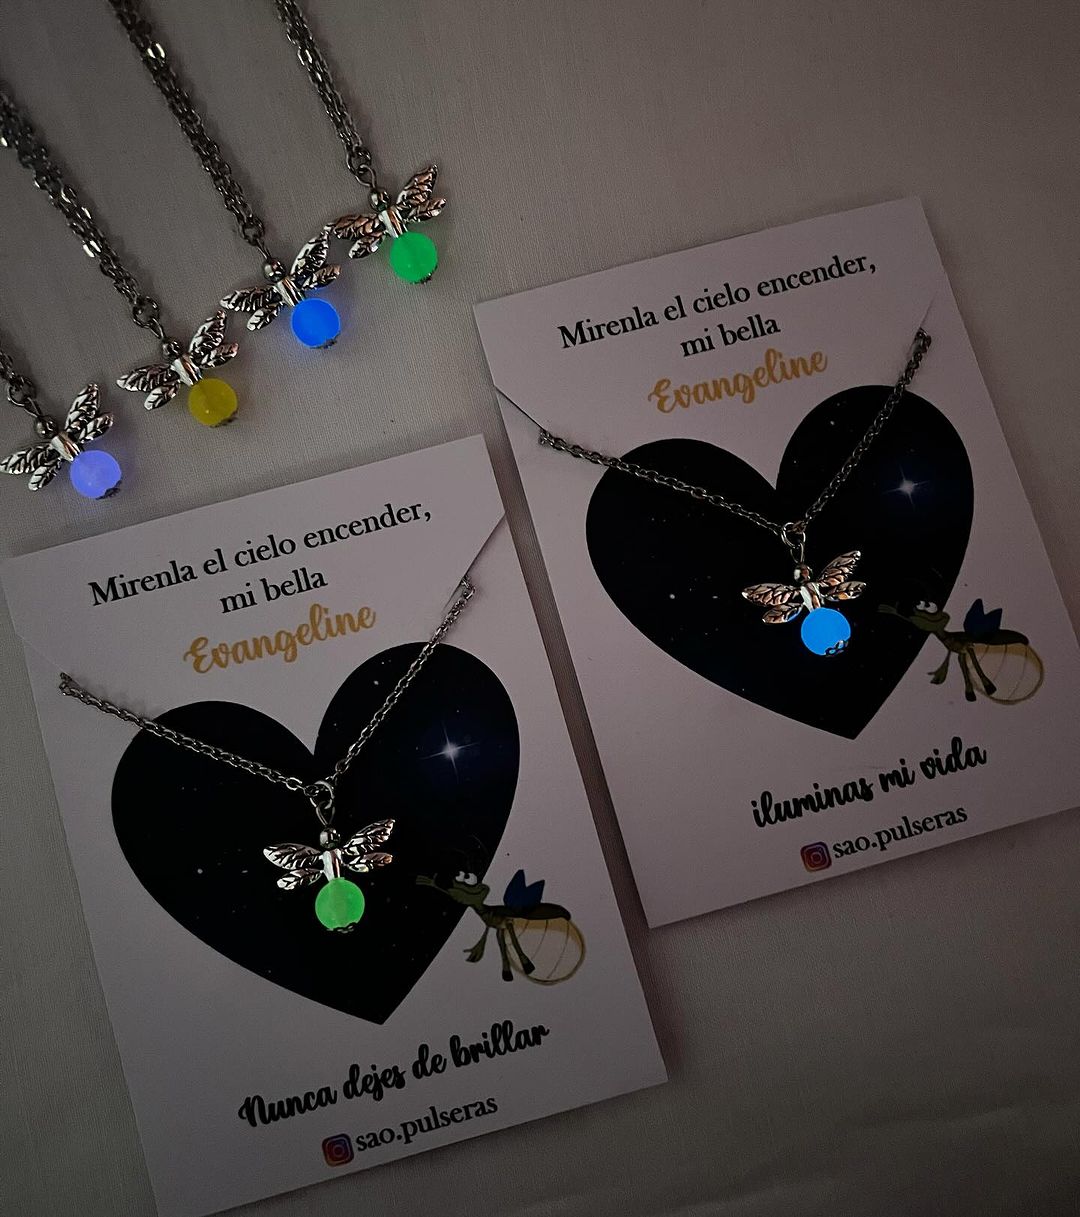 Mirenla el cielo encender,
mi bella
Evangeline
Nunca dejes de brillar
sao.pulseras
Mirenla el cielo encender,
mi bella
Evangeline
iluminas mi vida
sao.pulseras